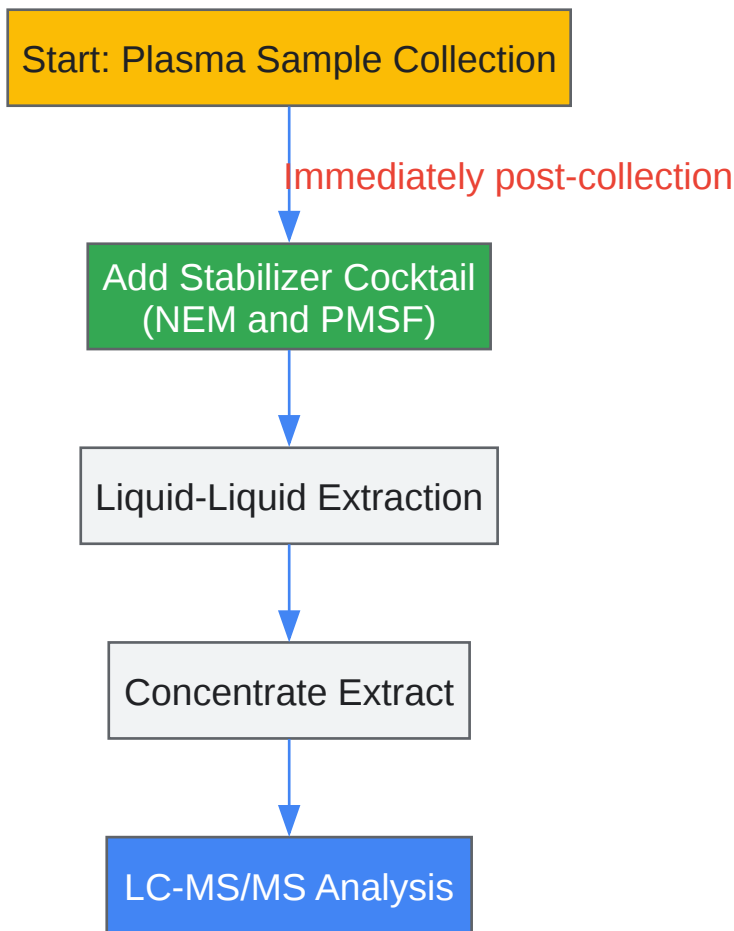 Start: Plasma Sample Collection
Immediately post-collection
Add Stabilizer Cocktail
(NEM and PMSF)
Liquid-Liquid Extraction
Concentrate Extract
LC-MS/MS Analysis